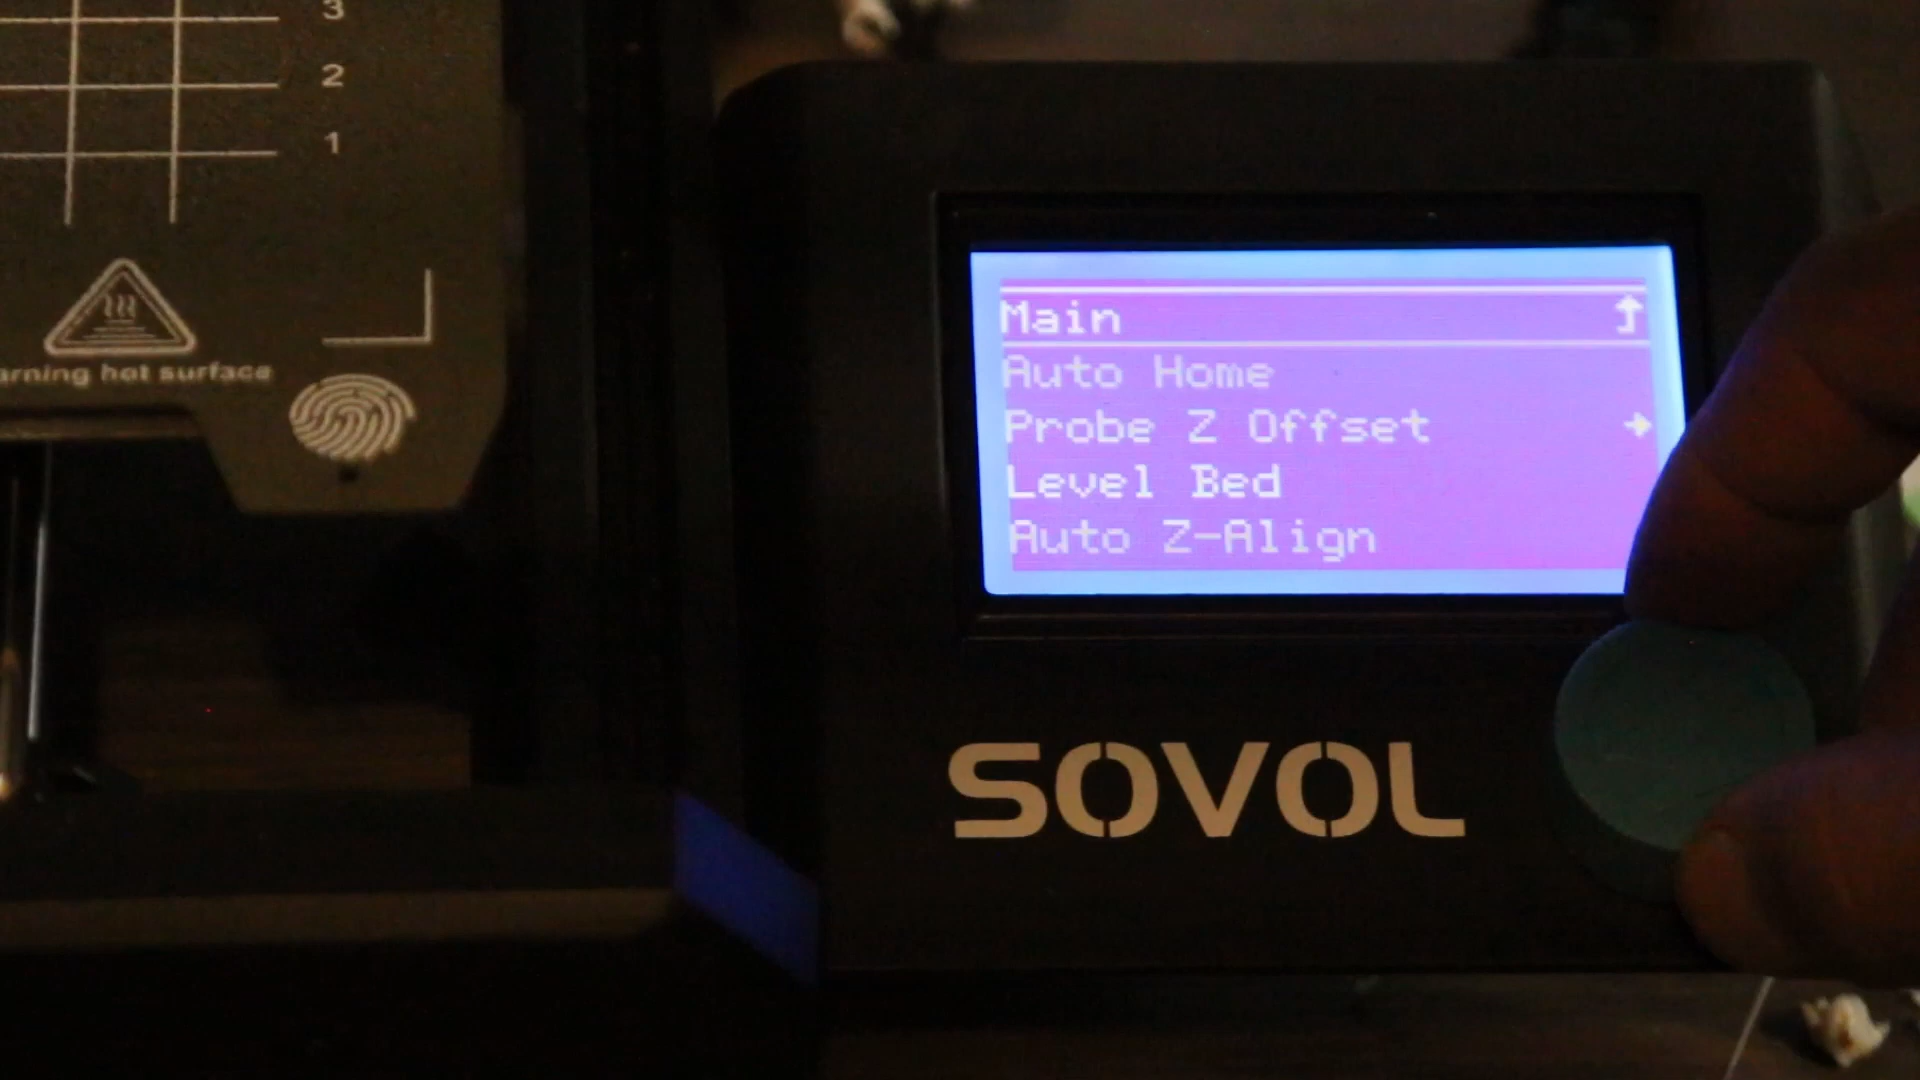 3
2
1
arning hot surface
Main
Auto Home
Probe Z Offset
Level Bed
Auto Z-Align
SOVOL